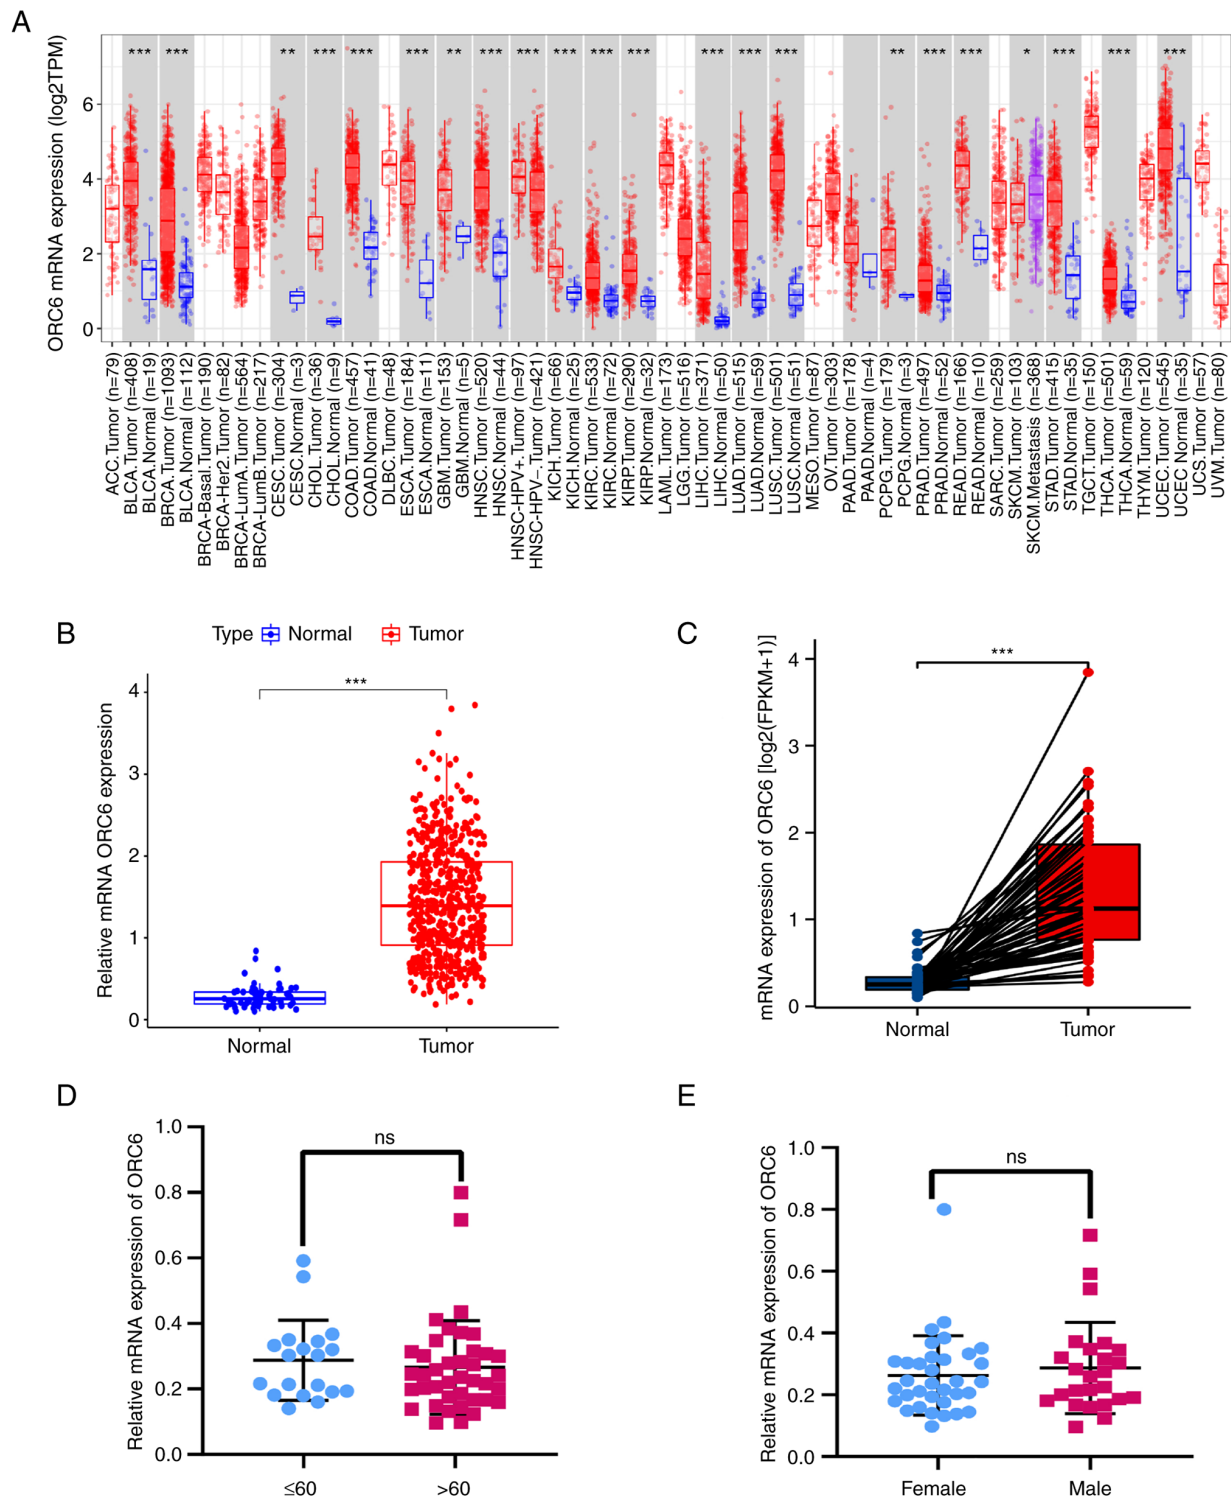 A
ORC6 mRNA expression (log2TPM)
*** *** ** *** *** *** ** *** *** *** *** *** *** *** *** ** *** *** * *** *** ***
6
4
2
0
ACC.Tumor (n=79)
BLCA.Tumor (n=408)
BLCA.Normal (n=19)
BRCA.Tumor (n=1093)
BLCA.Normal (n=112)
BRCA-Basal.Tumor (n=190)
BRCA-Her2.Tumor (n=82)
BRCA-LumA.Tumor (n=564)
BRCA-LumB.Tumor (n=217)
CESC.Tumor (n=304)
CESC.Normal (n=3)
CHOL.Tumor (n=36)
CHOL.Normal (n=9)
COAD.Tumor (n=457)
COAD.Normal (n=41)
DLBC.Tumor (n=48)
ESCA.Tumor (n=184)
ESCA.Normal (n=11)
GBM.Tumor (n=153)
GBM.Normal (n=5)
HNSC.Tumor (n=520)
HNSC.Normal (n=44)
HNSC-HPV+.Tumor (n=97)
HNSC-HPV−.Tumor (n=421)
KICH.Tumor (n=66)
KICH.Normal (n=25)
KIRC.Tumor (n=533)
KIRC.Normal (n=72)
KIRP.Tumor (n=290)
KIRP.Normal (n=32)
LAML.Tumor (n=173)
LGG.Tumor (n=516)
LIHC.Tumor (n=371)
LIHC.Normal (n=50)
LUAD.Tumor (n=515)
LUAD.Normal (n=59)
LUSC.Tumor (n=501)
LUSC.Normal (n=51)
MESO.Tumor (n=87)
OV.Tumor (n=303)
PAAD.Tumor (n=178)
PAAD.Normal (n=4)
PCPG.Tumor (n=179)
PCPG.Normal (n=3)
PRAD.Tumor (n=497)
PRAD.Normal (n=52)
READ.Tumor (n=166)
READ.Normal (n=10)
SARC.Tumor (n=259)
SKCM.Tumor (n=103)
SKCM.Metastasis (n=368)
STAD.Tumor (n=415)
STAD.Normal (n=35)
TGCT.Tumor (n=150)
THCA.Tumor (n=501)
THCA.Normal (n=59)
THYM.Tumor (n=120)
UCEC.Tumor (n=545)
UCEC.Normal (n=35)
UCS.Tumor (n=57)
UVM.Tumor (n=80)
B
Type Normal Tumor
Relative mRNA ORC6 expression
***
4
3
2
1
0
Normal Tumor
C
mRNA expression of ORC6 [log2(FPKM+1)]
***
4
3
2
1
0
Normal Tumor
D
Relative mRNA expression of ORC6
ns
1.0
0.8
0.6
0.4
0.2
0.0
≤60 >60
E
Relative mRNA expression of ORC6
ns
1.0
0.8
0.6
0.4
0.2
0.0
Female Male